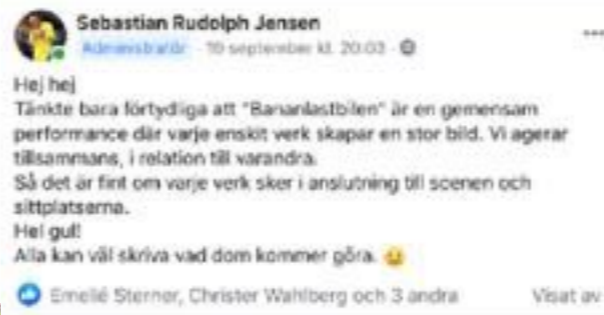 Sebastian Rudolph Jensen
Administratör · 19 september kl. 20:03 ·
Hej hej
Tänkte bara förtydliga att "Bananlastbilen" är en gemensam
performance där varje enskit verk skapar en stor bild. Vi agerar
tillsammans, i relation till varandra.
Så det är fint om varje verk sker i anslutning till scenen och
sittplatserna.
Hel gul!
Alla kan väl skriva vad dom kommer göra.
Emelié Sterner, Christer Wahlberg och 3 andra
Visat av